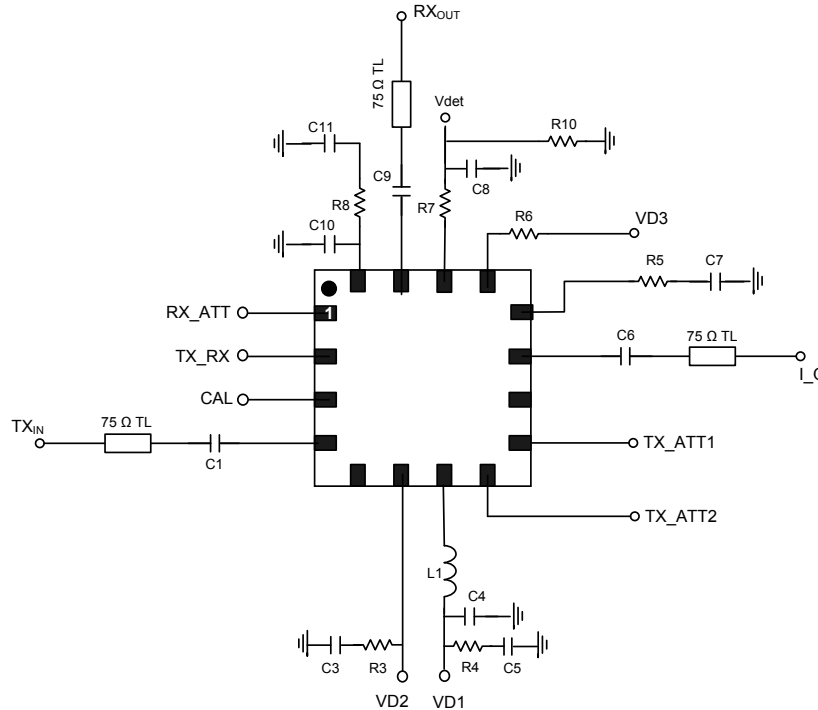 RXOUT
75 Ω TL
Vdet
C11
R10
C9
C8
R8
R7
C10
R6
VD3
R5
C7
RX_ATT
1
TX_RX
C6
75 Ω TL
I_O
CAL
TXIN
75 Ω TL
C1
TX_ATT1
TX_ATT2
L1
C4
C3
R3
R4
C5
VD2
VD1